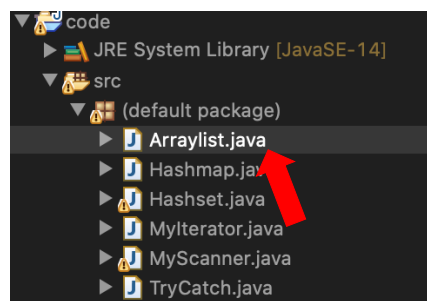 code
JRE System Library [JavaSE-14]
src
(default package)
Arraylist.java
Hashmap.java
Hashset.java
MyIterator.java
MyScanner.java
TryCatch.java